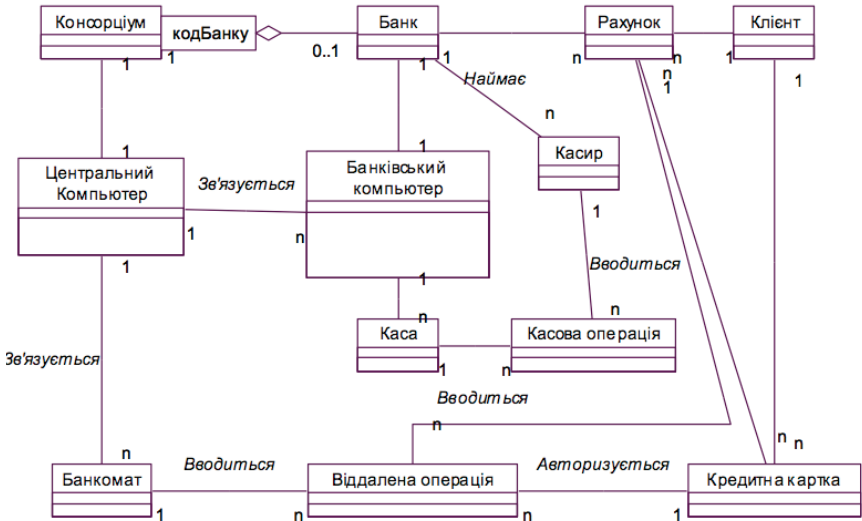 Консорціум
кодБанку
Банк
Рахунок
Клієнт
1
1
0..1
1
1
n
n
n
1
1
1
Наймає
n
1
1
Касир
Центральний
Компьютер
Зв'язується
Банківський
компьютер
1
1
n
1
1
Вводиться
n
n
Каса
Касова операція
1
n
Зв'язується
Вводиться
n
n
n
n
Вводиться
Авторизується
Банкомат
Віддалена операція
Кредитна картка
1
n
n
1